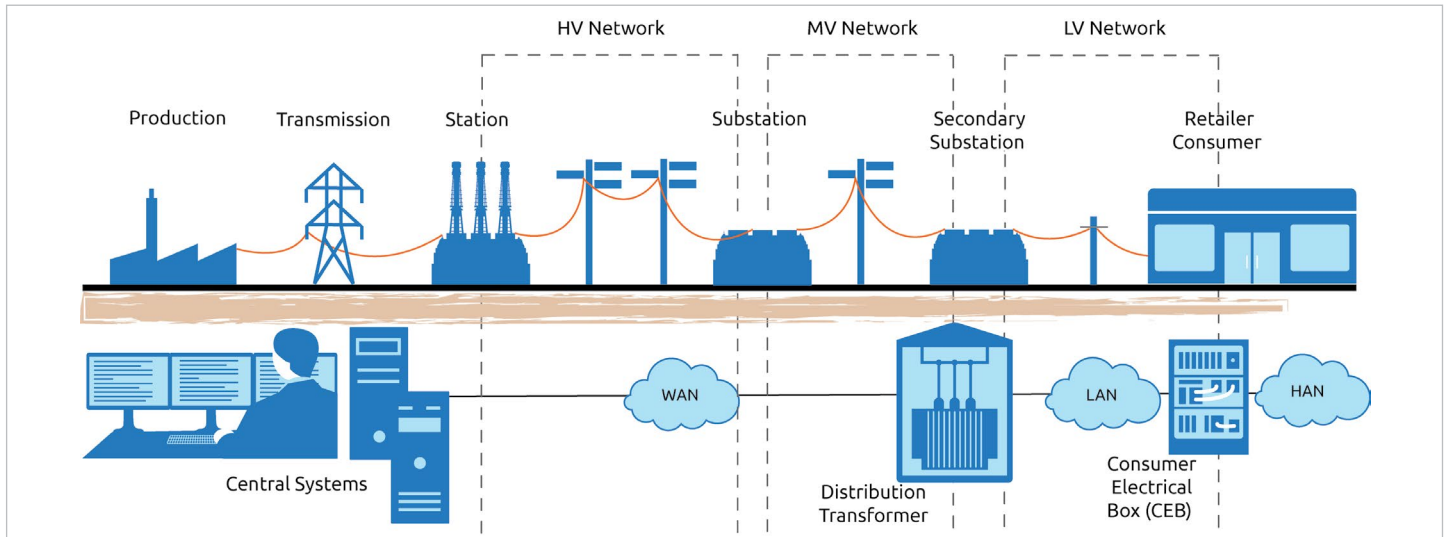 HV Network
MV Network
LV Network
Production
Transmission
Station
Substation
Secondary
Substation
Retailer
Consumer
WAN
LAN
HAN
Central Systems
Distribution
Transformer
Consumer
Electrical
Box (CEB)